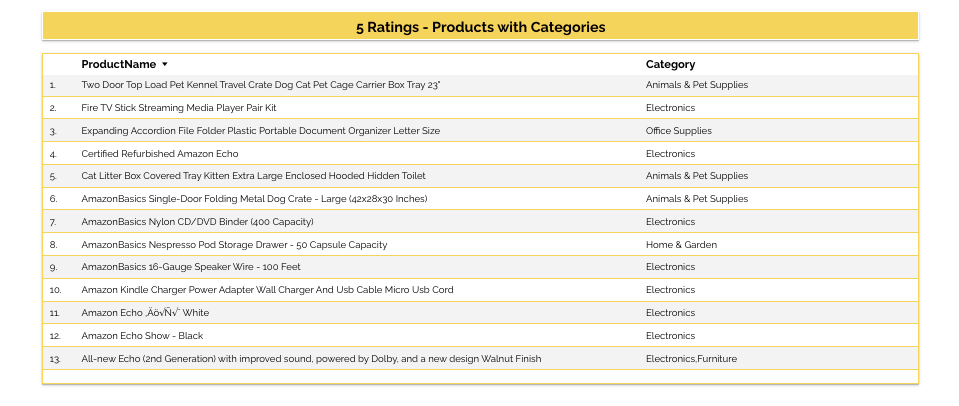 5 Ratings - Products with Categories
ProductName Category
1. Two Door Top Load Pet Kennel Travel Crate Dog Cat Pet Cage Carrier Box Tray 23" Animals & Pet Supplies
2. Fire TV Stick Streaming Media Player Pair Kit Electronics
3. Expanding Accordion File Folder Plastic Portable Document Organizer Letter Size Office Supplies
4. Certified Refurbished Amazon Echo Electronics
5. Cat Litter Box Covered Tray Kitten Extra Large Enclosed Hooded Hidden Toilet Animals & Pet Supplies
6. AmazonBasics Single-Door Folding Metal Dog Crate - Large (42x28x30 Inches) Animals & Pet Supplies
7. AmazonBasics Nylon CD/DVD Binder (400 Capacity) Electronics
8. AmazonBasics Nespresso Pod Storage Drawer - 50 Capsule Capacity Home & Garden
9. AmazonBasics 16-Gauge Speaker Wire - 100 Feet Electronics
10. Amazon Kindle Charger Power Adapter Wall Charger And Usb Cable Micro Usb Cord Electronics
11. Amazon Echo ‚Äö√Ñ√¨ White Electronics
12. Amazon Echo Show - Black Electronics
13. All-new Echo (2nd Generation) with improved sound, powered by Dolby, and a new design Walnut Finish Electronics,Furniture